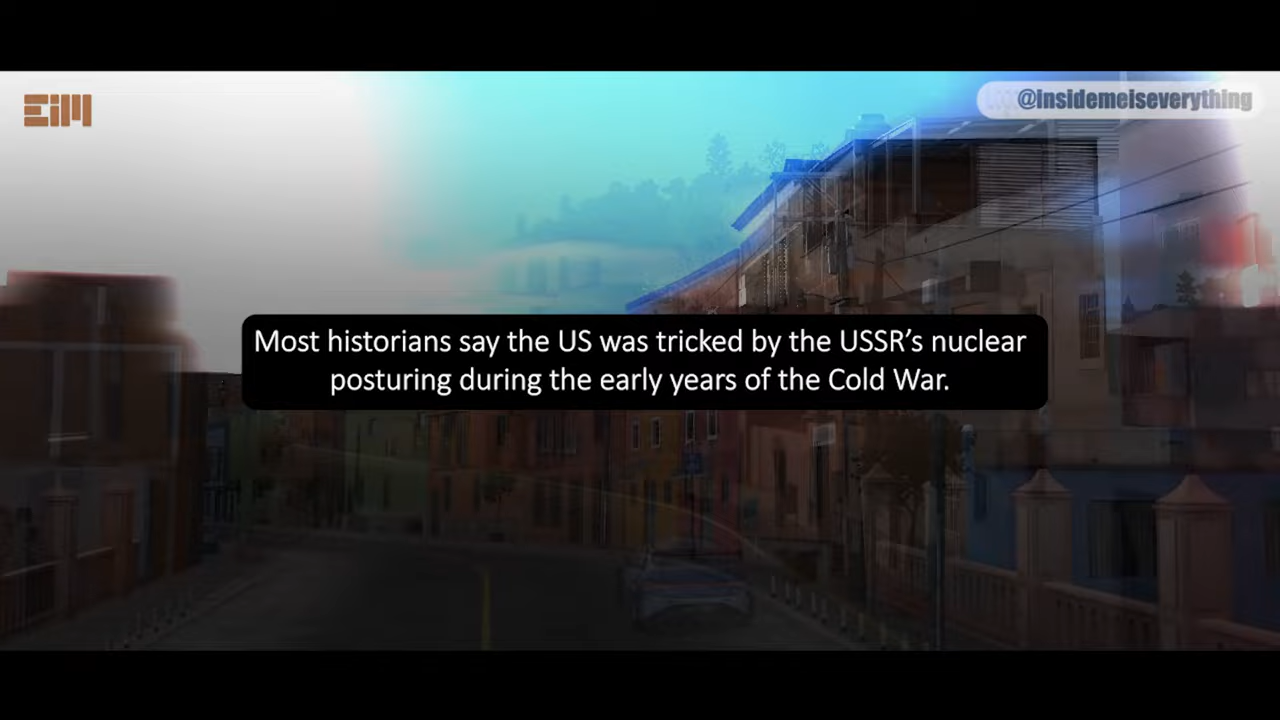 EiM
@insidemeiseverything
Most historians say the US was tricked by the USSR’s nuclear
posturing during the early years of the Cold War.